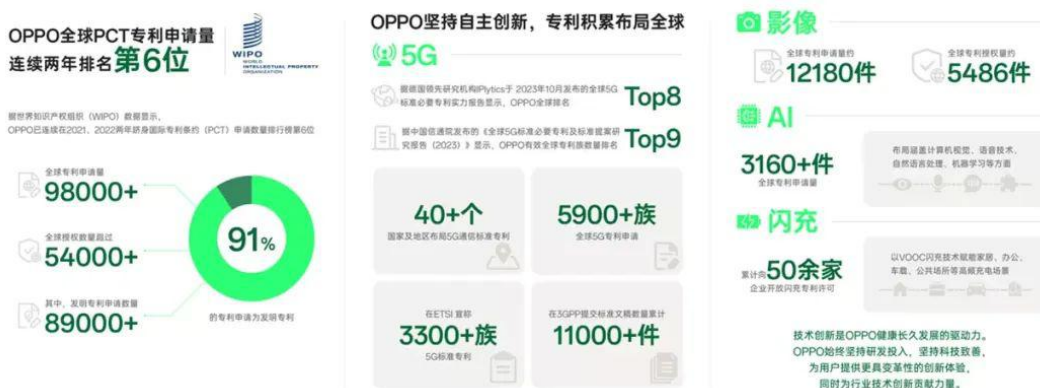 OPPO全球PCT专利申请量
连续两年排名第6位
WIPO
WORLD
INTELLECTUAL PROPERTY
ORGANIZATION
据世界知识产权组织（WIPO）数据显示，
OPPO已连续在2021、2022两年跻身国际专利条约（PCT）申请数量排行榜第6位
全球专利申请量
98000+
全球授权数量超过
54000+
其中，发明专利申请数量
89000+
91%
的专利申请为发明专利
OPPO坚持自主创新，专利积累布局全球
5G
据德国领先研究机构IPlytics于 2023年10月发布的全球5G
标准必要专利实力报告显示，OPPO全球排名
Top8
据中国信通院发布的《全球5G标准必要专利及标准提案研
究报告（2023）》显示，OPPO有效全球专利族数量排名
Top9
40+个
国家及地区布局5G通信标准专利
5900+族
全球5G专利申请
在ETSI 宣称
3300+族
5G标准专利
在3GPP提交标准文稿数量累计
11000+件
影像
全球专利申请量约
12180件
全球专利授权量约
5486件
AI
3160+件
全球专利申请量
布局涵盖计算机视觉、语音技术、
自然语言处理、机器学习等方面
闪充
累计向50余家
企业开放闪充专利许可
以VOOC闪充技术赋能家居、办公、
车载、公共场所等高频充电场景
技术创新是OPPO健康长久发展的驱动力。
OPPO始终坚持研发投入，坚持科技致善，
为用户提供更具变革性的创新体验，
同时为行业技术创新贡献力量。